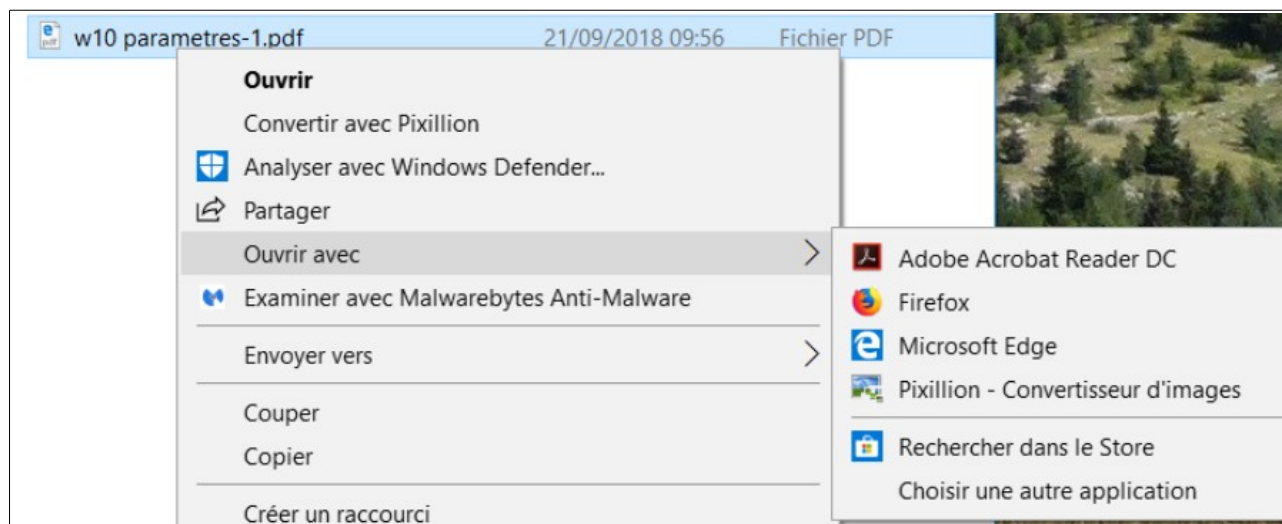 w10 parametres-1.pdf 21/09/2018 09:56 Fichier PDF
Ouvrir
Convertir avec Pixillion
Analyser avec Windows Defender...
Partager
Ouvrir avec
Examiner avec Malwarebytes Anti-Malware
Envoyer vers
Couper
Copier
Créer un raccourci
Adobe Acrobat Reader DC
Firefox
Microsoft Edge
Pixillion - Convertisseur d'images
Rechercher dans le Store
Choisir une autre application